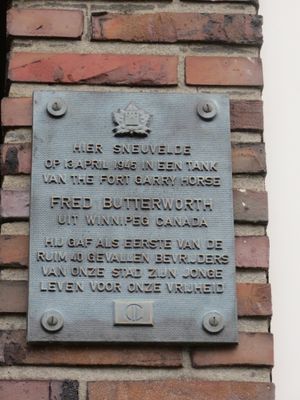 HIER SNEUVELDE
OP 13 APRIL 1945 IN EEN TANK
VAN THE FORT GARRY HORSE
FRED BUTTERWORTH
UIT WINNIPEG CANADA
HIJ GAF ALS EERSTE VAN DE
RUIM 40 GEVALLEN BEVRIJDERS
VAN ONZE STAD ZIJN JONGE
LEVEN VOOR ONZE VRIJHEID